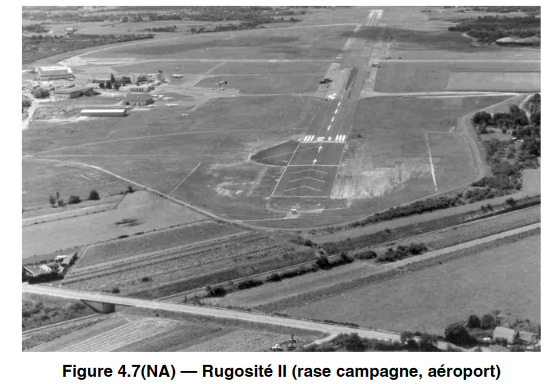 Figure 4.7(NA) — Rugosité II (rase campagne, aéroport)